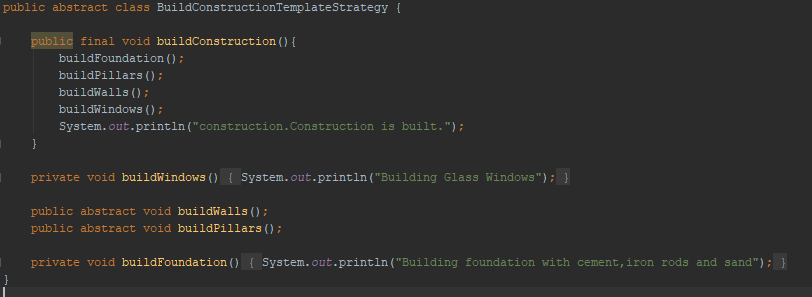 public abstract class BuildConstructionTemplateStrategy {
public final void buildConstruction(){
buildFoundation();
buildPillars();
buildWalls();
buildWindows();
System.out.println("construction.Construction is built.");
}
private void buildWindows() { System.out.println("Building Glass Windows"); }
public abstract void buildWalls();
public abstract void buildPillars();
private void buildFoundation() { System.out.println("Building foundation with cement,iron rods and sand"); }
}